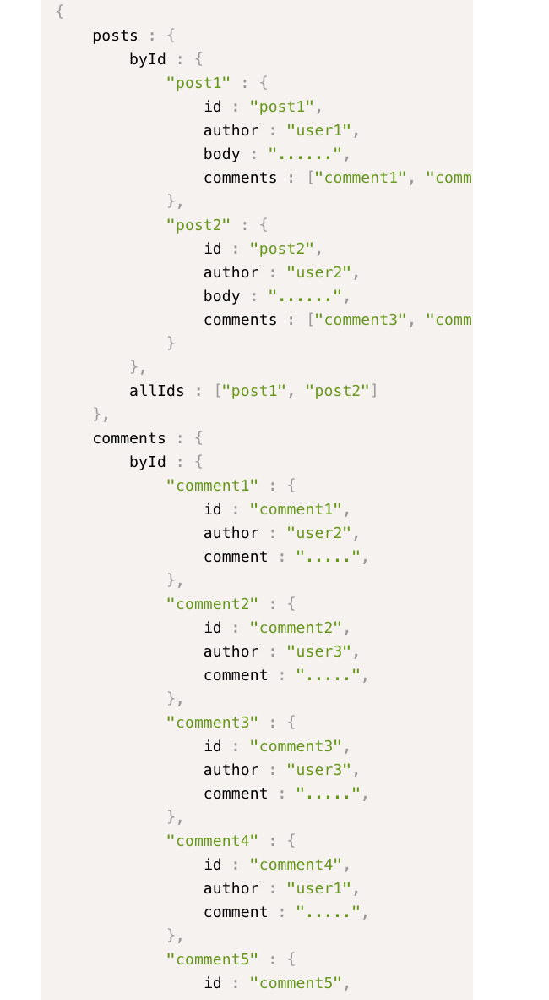 {
    posts : {
        byId : {
            "post1" : {
                id : "post1",
                author : "user1",
                body : "......",
                comments : ["comment1", "comm
            },
            "post2" : {
                id : "post2",
                author : "user2",
                body : "......",
                comments : ["comment3", "comm
            }
        },
        allIds : ["post1", "post2"]
    },
    comments : {
        byId : {
            "comment1" : {
                id : "comment1",
                author : "user2",
                comment : ".....",
            },
            "comment2" : {
                id : "comment2",
                author : "user3",
                comment : ".....",
            },
            "comment3" : {
                id : "comment3",
                author : "user3",
                comment : ".....",
            },
            "comment4" : {
                id : "comment4",
                author : "user1",
                comment : ".....",
            },
            "comment5" : {
                id : "comment5",